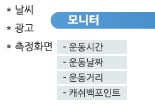 * 날씨
* 광고
* 측정화면
모니터
- 운동시간
- 운동날짜
- 운동거리
- 캐쉬백포인트